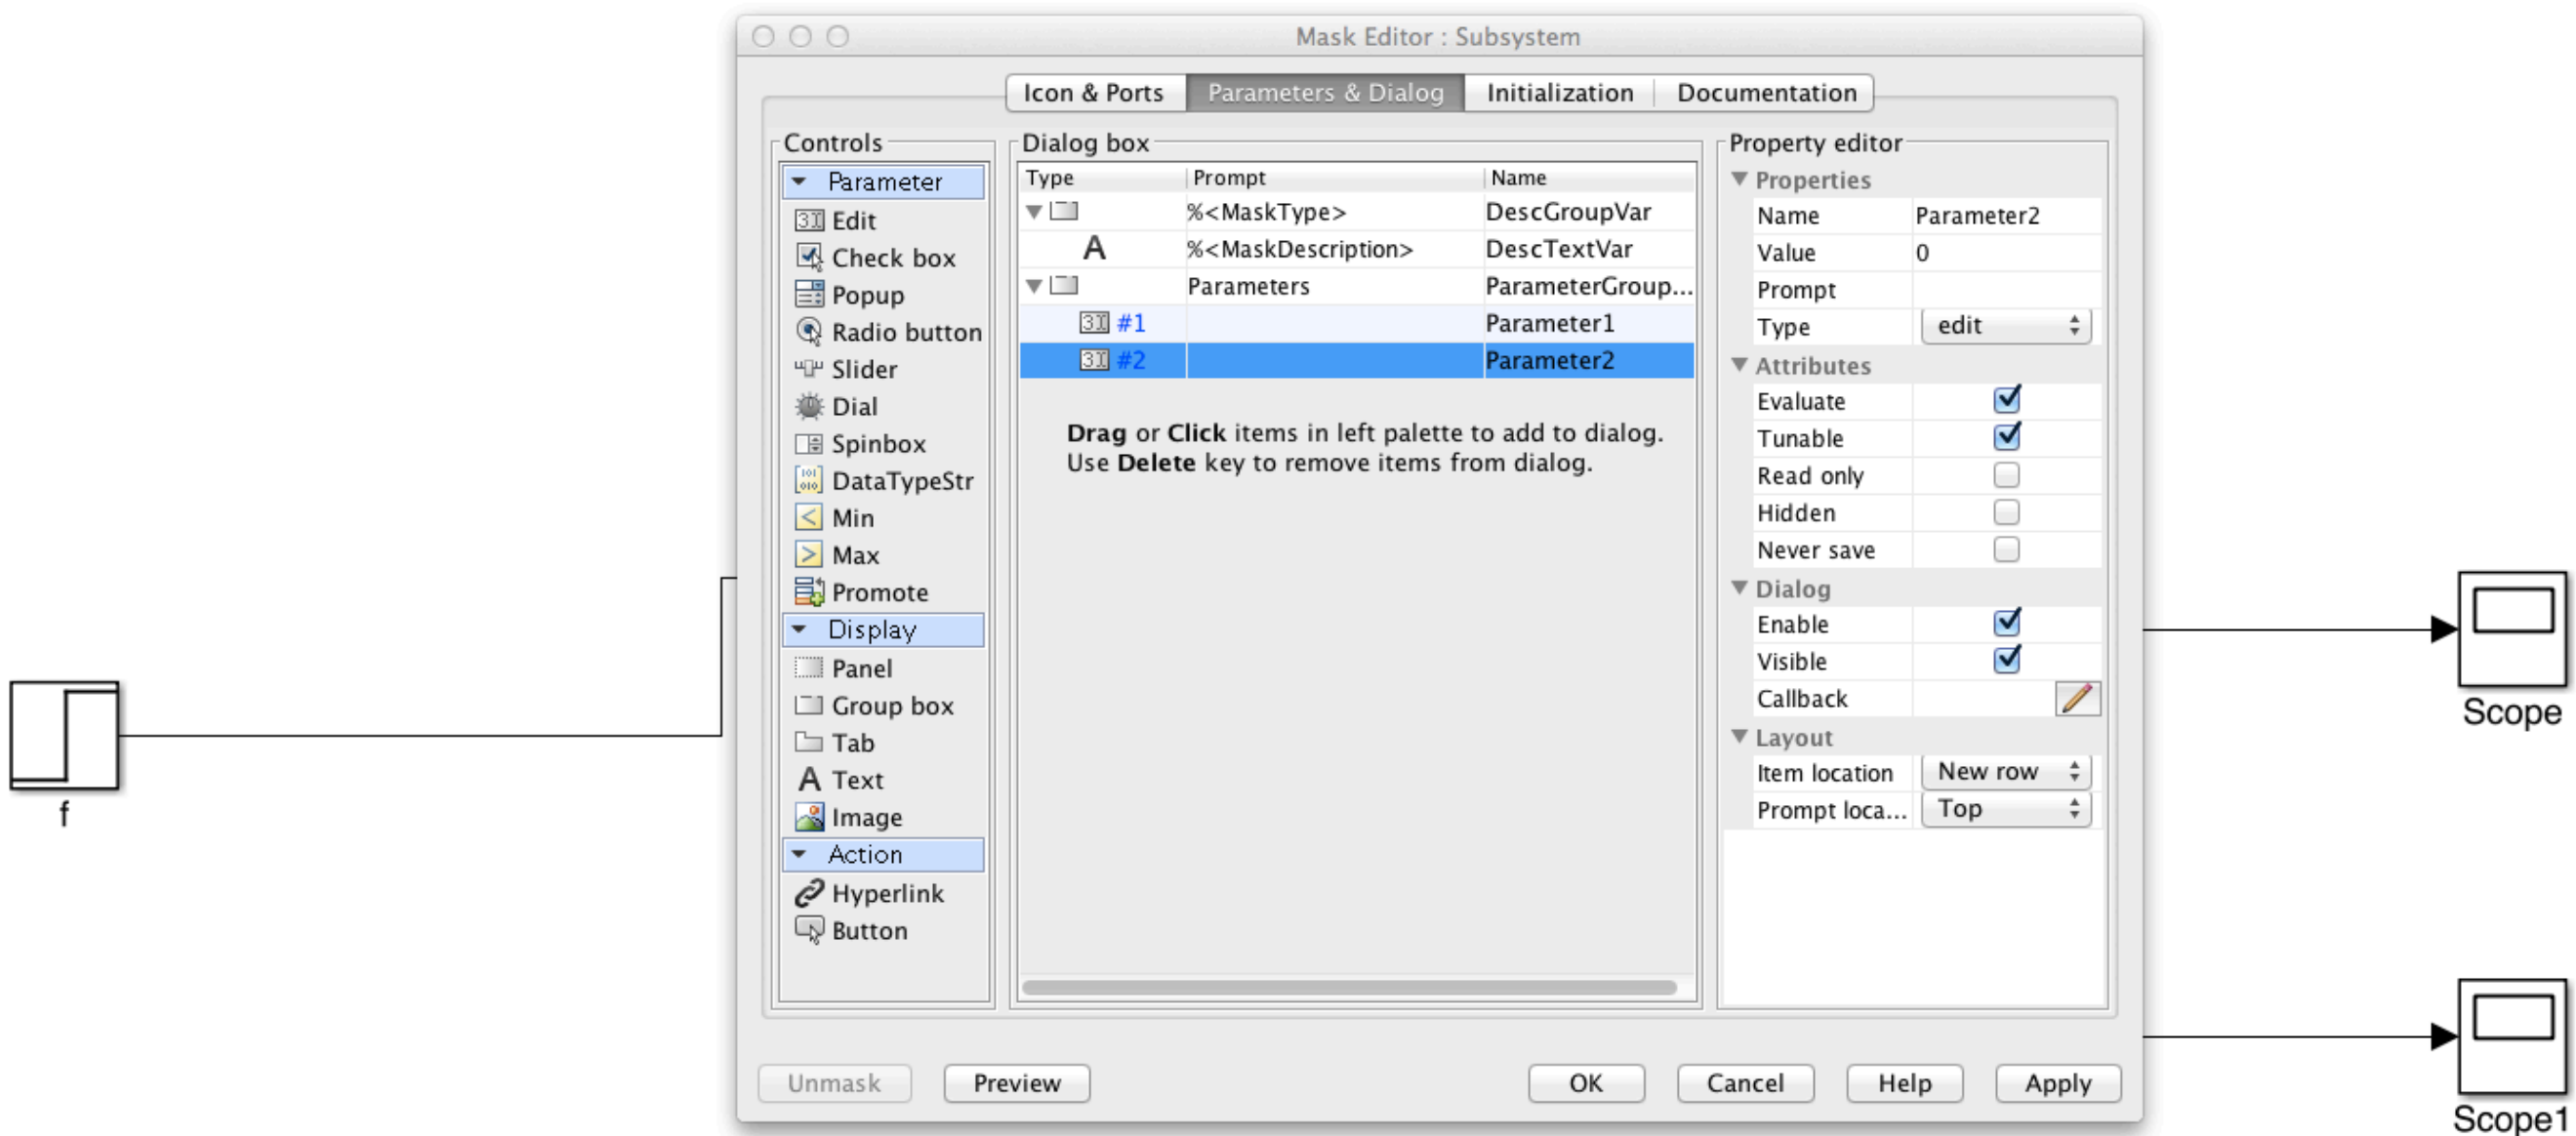 Mask Editor : Subsystem
Icon & Ports
Parameters & Dialog
Initialization
Documentation
Controls
Parameter
Edit
Check box
Popup
Radio button
Slider
Dial
Spinbox
DataTypeStr
Min
Max
Promote
Display
Panel
Group box
Tab
Text
Image
Action
Hyperlink
Button
Dialog box
Type Prompt Name
%<MaskType> DescGroupVar
A %<MaskDescription> DescTextVar
Parameters ParameterGroup...
#1 Parameter1
#2 Parameter2
Drag or Click items in left palette to add to dialog.
Use Delete key to remove items from dialog.
Property editor
Properties
Name Parameter2
Value 0
Prompt
Type edit
Attributes
Evaluate
Tunable
Read only
Hidden
Never save
Dialog
Enable
Visible
Callback
Layout
Item location New row
Prompt loca... Top
Unmask
Preview
OK
Cancel
Help
Apply
f
Scope
Scope1